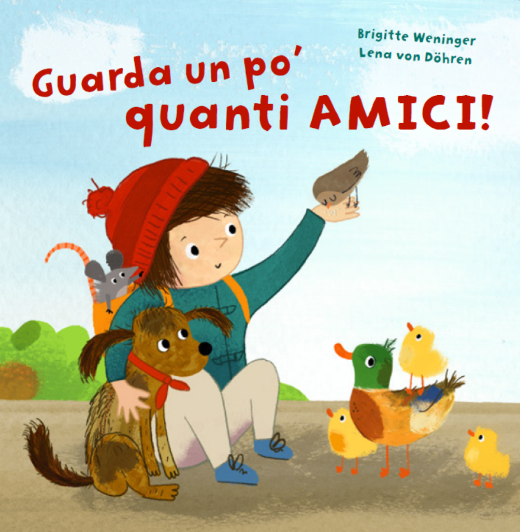 Brigitte Weninger
Lena von Döhren
Guarda un po'
quanti AMICI!